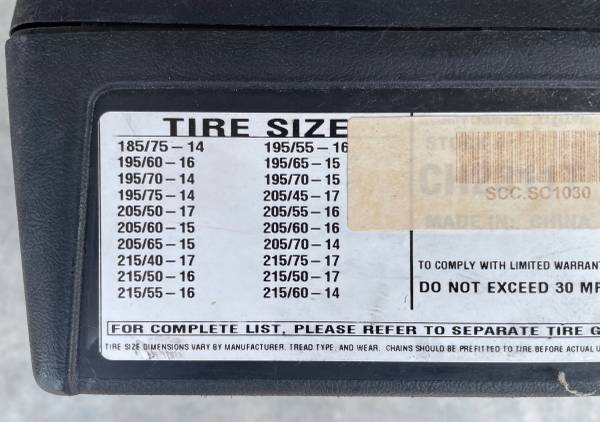 TIRE SIZE
185/75 – 14
195/60 – 16
195/70 – 14
195/75 – 14
205/50 – 17
205/60 – 15
205/65 – 15
215/40 – 17
215/50 – 16
215/55 – 16
195/55 – 16
195/65 – 15
195/70 – 15
205/45 – 17
205/55 – 16
205/60 – 16
205/70 – 14
215/75 – 17
215/50 – 17
215/60 – 14
SCC.SC1030
MADE IN: CHINA
TO COMPLY WITH LIMITED WARRAN
DO NOT EXCEED 30 MP
FOR COMPLETE LIST, PLEASE REFER TO SEPARATE TIRE G
TIRE SIZE DIMENSIONS VARY BY MANUFACTURER, TREAD TYPE, AND WEAR. CHAINS SHOULD BE PREFITTED TO TIRE BEFORE ACTUAL U